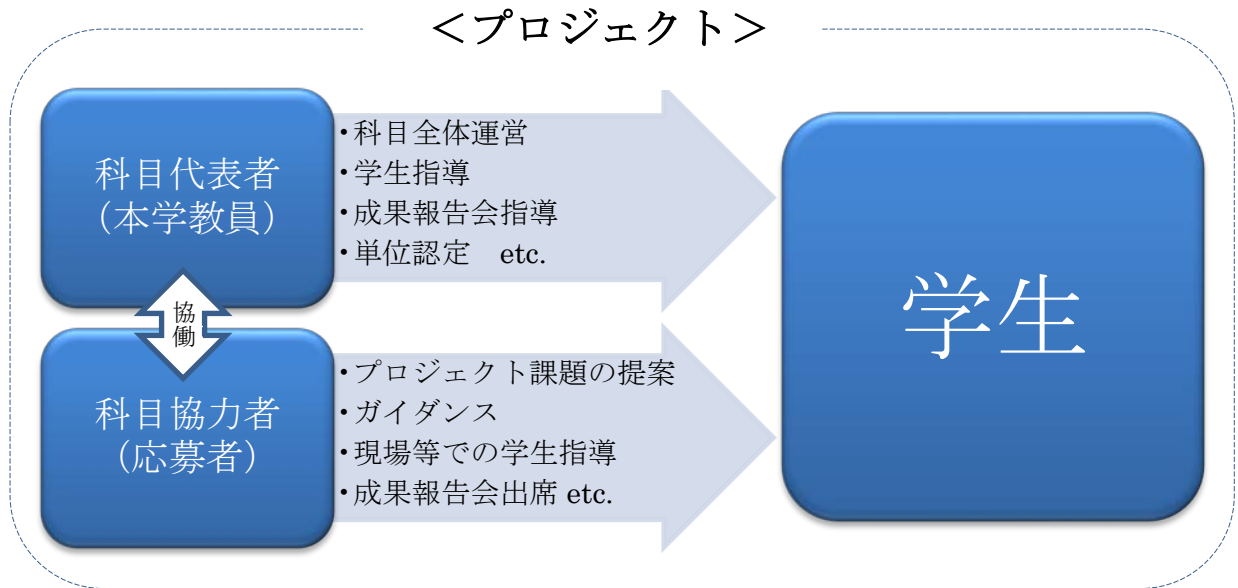 ＜プロジェクト＞
科目代表者
（本学教員）
・科目全体運営
・学生指導
・成果報告会指導
・単位認定　etc.
協
働
科目協力者
（応募者）
・プロジェクト課題の提案
・ガイダンス
・現場等での学生指導
・成果報告会出席 etc.
学生